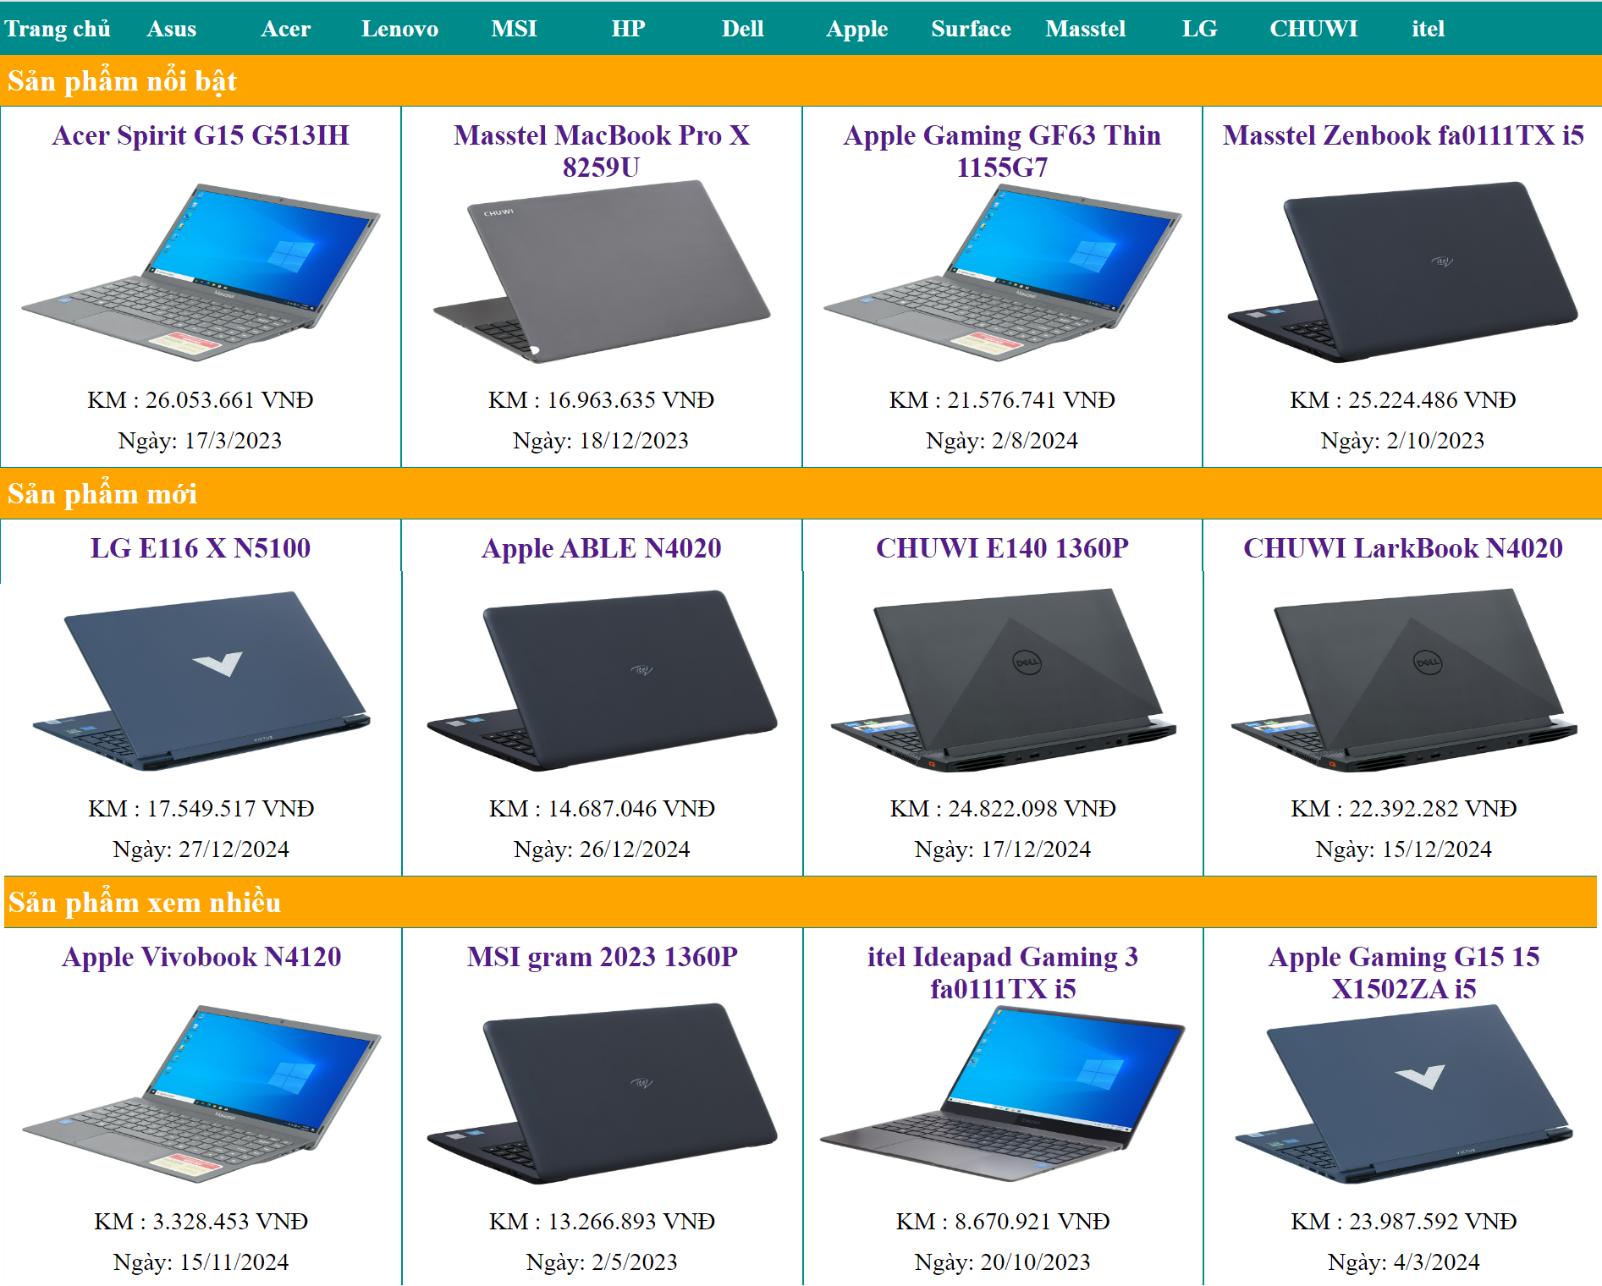 Trang chủ Asus Acer Lenovo MSI HP Dell Apple Surface Masstel LG CHUWI itel
Sản phẩm nổi bật
Acer Spirit G15 G513IH
KM : 26.053.661 VNĐ
Ngày: 17/3/2023
Masstel MacBook Pro X
8259U
CHUWI
KM : 16.963.635 VNĐ
Ngày: 18/12/2023
Apple Gaming GF63 Thin
1155G7
KM : 21.576.741 VNĐ
Ngày: 2/8/2024
Masstel Zenbook fa0111TX i5
itel
KM : 25.224.486 VNĐ
Ngày: 2/10/2023
Sản phẩm mới
LG E116 X N5100
KM : 17.549.517 VNĐ
Ngày: 27/12/2024
Apple ABLE N4020
itel
KM : 14.687.046 VNĐ
Ngày: 26/12/2024
CHUWI E140 1360P
DELL
KM : 24.822.098 VNĐ
Ngày: 17/12/2024
CHUWI LarkBook N4020
DELL
KM : 22.392.282 VNĐ
Ngày: 15/12/2024
Sản phẩm xem nhiều
Apple Vivobook N4120
KM : 3.328.453 VNĐ
Ngày: 15/11/2024
MSI gram 2023 1360P
itel
KM : 13.266.893 VNĐ
Ngày: 2/5/2023
itel Ideapad Gaming 3
fa0111TX i5
KM : 8.670.921 VNĐ
Ngày: 20/10/2023
Apple Gaming G15 15
X1502ZA i5
KM : 23.987.592 VNĐ
Ngày: 4/3/2024